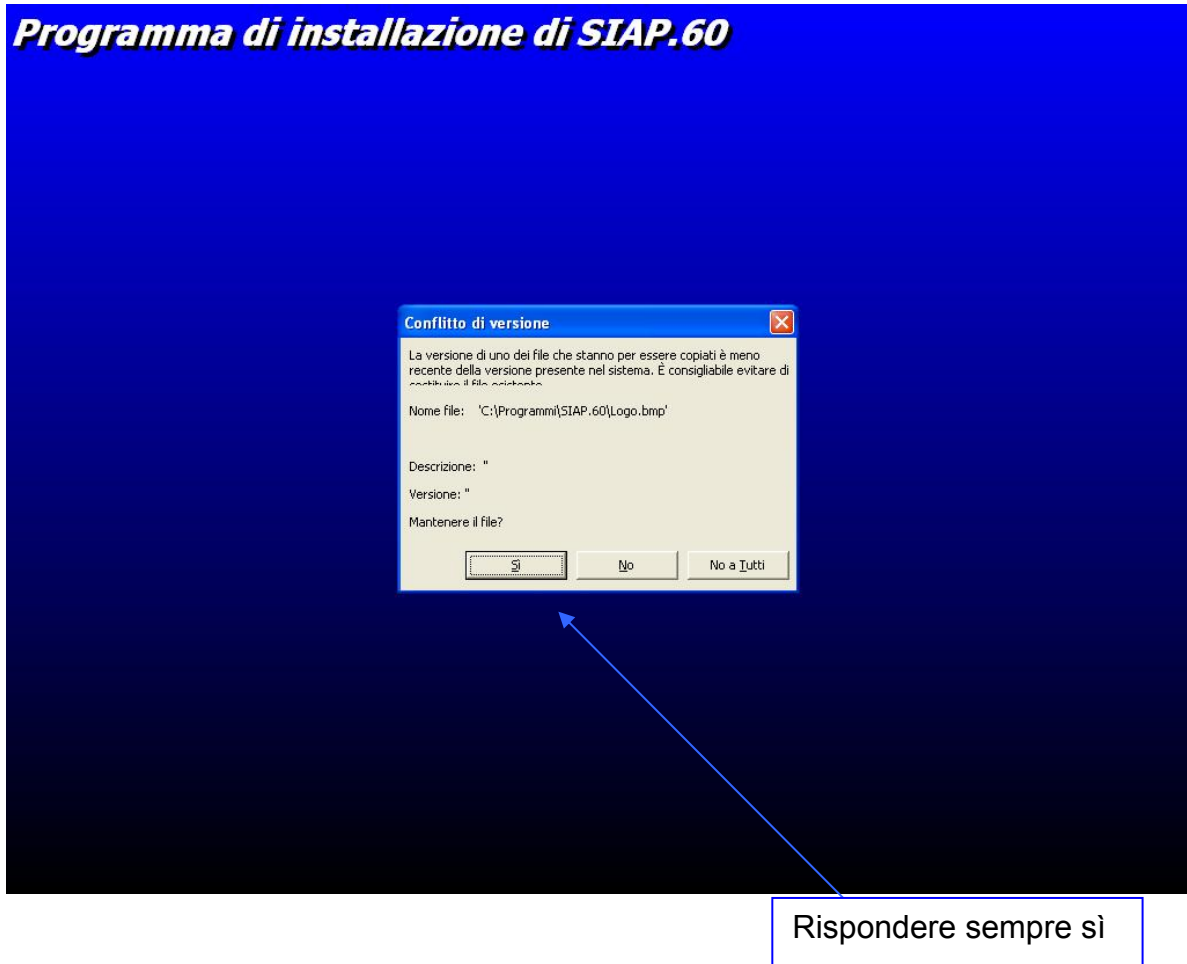 Programma di installazione di SIAP.60
Conflitto di versione
La versione di uno dei file che stanno per essere copiati è meno
recente della versione presente nel sistema. È consigliabile evitare di
Nome file: 'C:\Programmi\SIAP.60\Logo.bmp'
Descrizione: ''
Versione: ''
Mantenere il file?
Sì No No a Tutti
Rispondere sempre sì